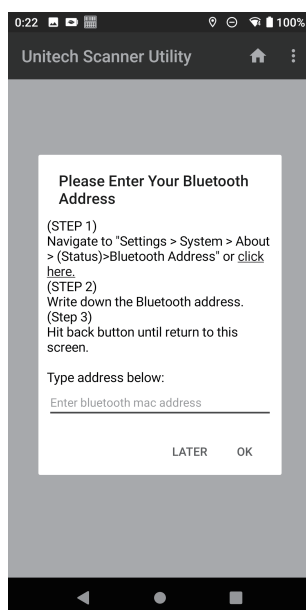 0:22
100%
Unitech Scanner Utility
Please Enter Your Bluetooth
Address
(STEP 1)
Navigate to "Settings > System > About
> (Status)>Bluetooth Address" or click
here.
(STEP 2)
Write down the Bluetooth address.
(Step 3)
Hit back button until return to this
screen.
Type address below:
Enter bluetooth mac address
LATER
OK